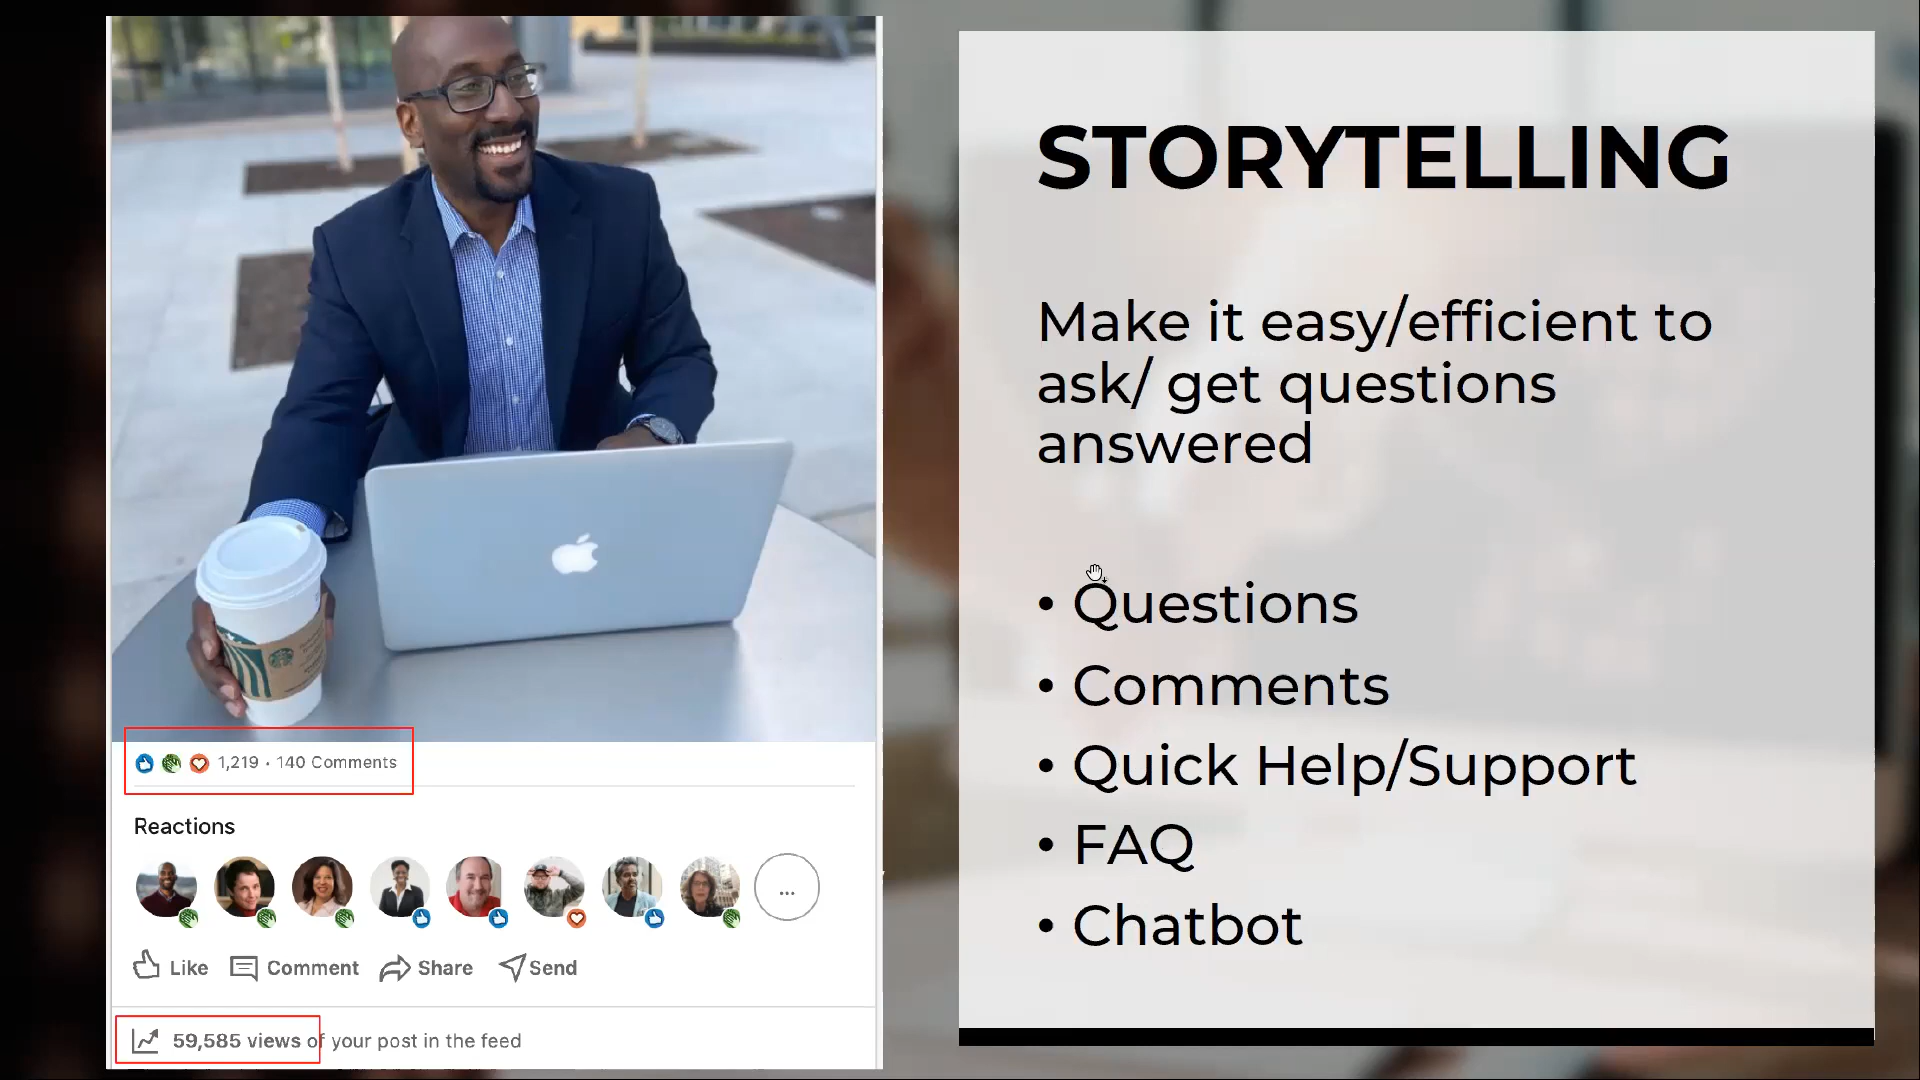 1,219 · 140 Comments
Reactions
...
Like Comment Share Send
59,585 views of your post in the feed
STORYTELLING
Make it easy/efficient to
ask/ get questions
answered
• Questions
• Comments
• Quick Help/Support
• FAQ
• Chatbot